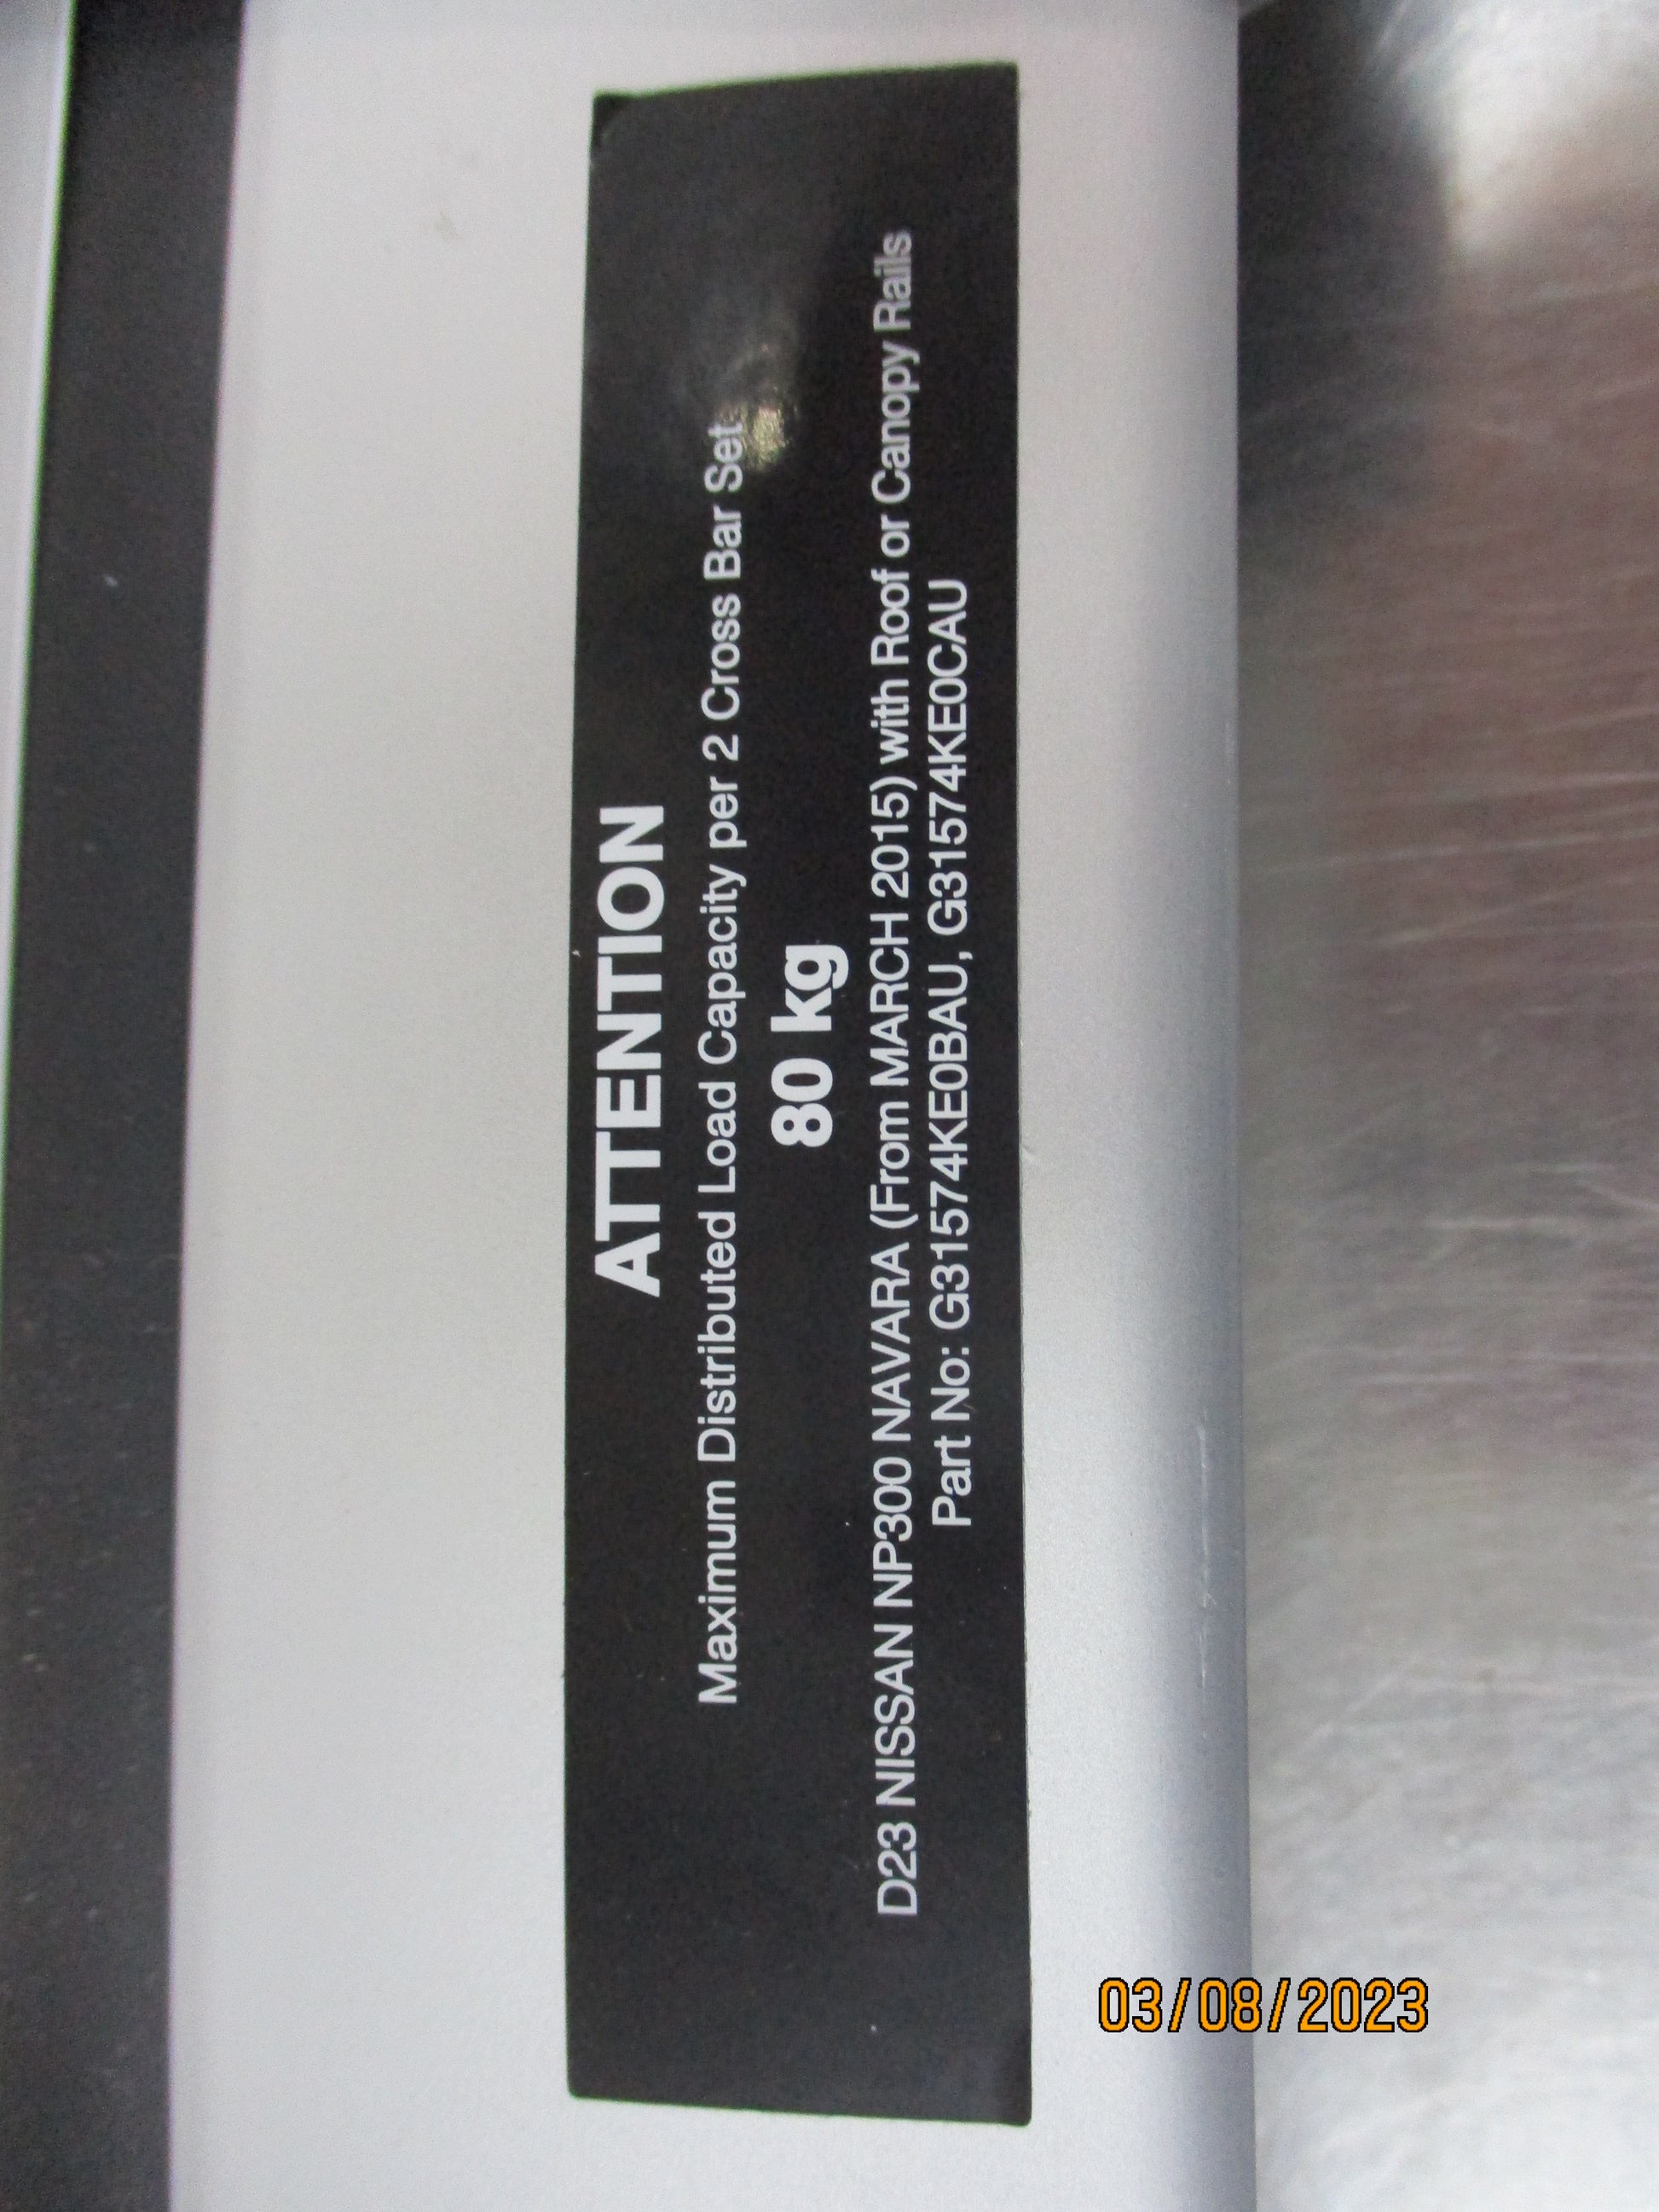 ATTENTION
Maximum Distributed Load Capacity per 2 Cross Bar Set
80 kg
D23 NISSAN NP300 NAVARA (From MARCH 2015) with Roof or Canopy Rails
Part No: G31574KE0BAU, G31574KE0CAU
03/08/2023